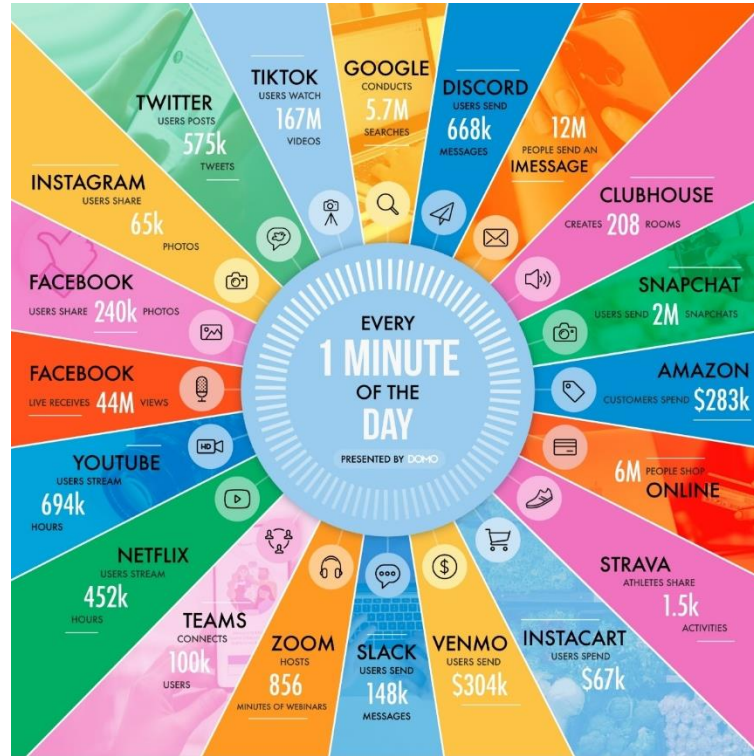 EVERY
1 MINUTE
OF THE
DAY
PRESENTED BY DOMO
GOOGLE
CONDUCTS
5.7M
SEARCHES
DISCORD
USERS SEND
668k
MESSAGES
12M
PEOPLE SEND AN
IMESSAGE
CLUBHOUSE
CREATES 208 ROOMS
SNAPCHAT
USERS SEND 2M SNAPCHATS
AMAZON
CUSTOMERS SPEND $283k
6M PEOPLE SHOP
ONLINE
STRAVA
ATHLETES SHARE
1.5k
ACTIVITIES
INSTACART
USERS SPEND
$67k
VENMO
USERS SEND
$304k
SLACK
USERS SEND
148k
MESSAGES
ZOOM
HOSTS
856
MINUTES OF WEBINARS
TEAMS
CONNECTS
100k
USERS
NETFLIX
USERS STREAM
452k
HOURS
YOUTUBE
USERS STREAM
694k
HOURS
FACEBOOK
LIVE RECEIVES 44M VIEWS
FACEBOOK
USERS SHARE 240k PHOTOS
INSTAGRAM
USERS SHARE
65k
PHOTOS
TWITTER
USERS POSTS
575k
TWEETS
TIKTOK
USERS WATCH
167M
VIDEOS
HD
$